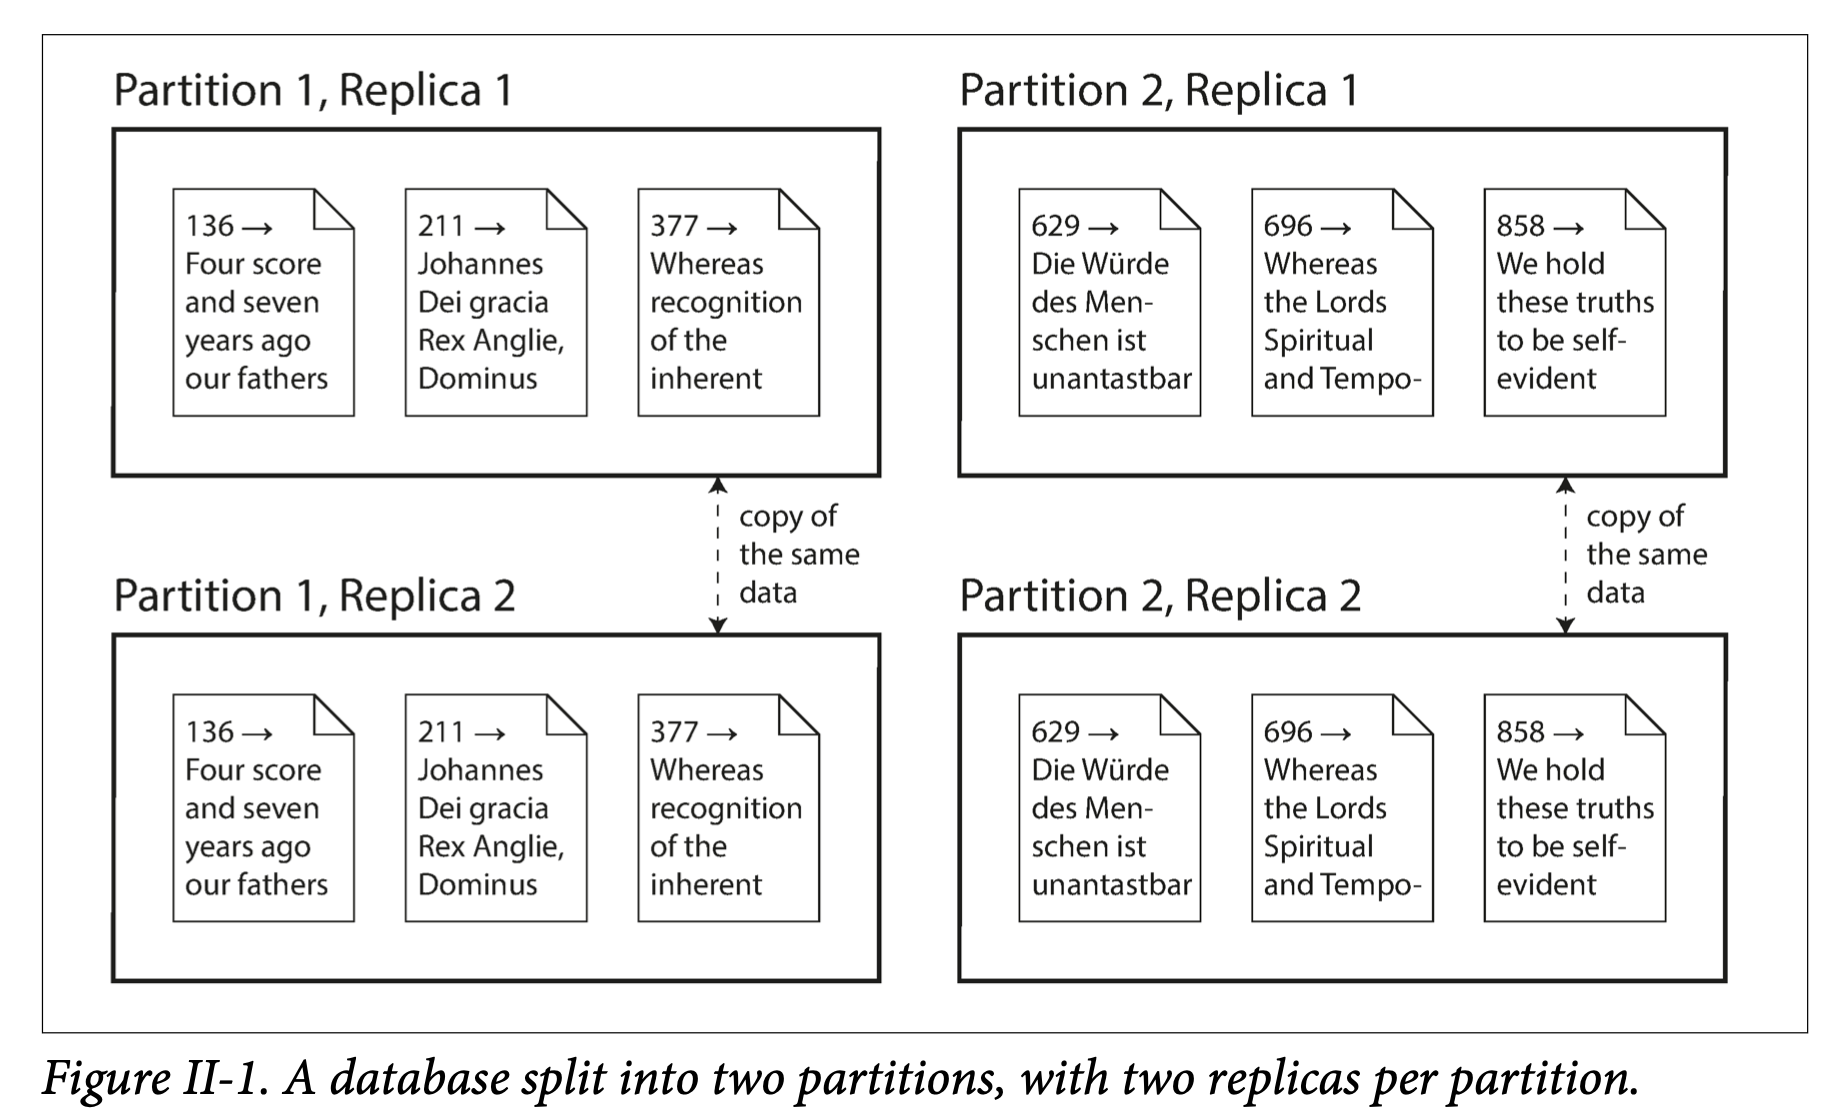 Partition 1, Replica 1
136 →
Four score
and seven
years ago
our fathers
211 →
Johannes
Dei gracia
Rex Anglie,
Dominus
377 →
Whereas
recognition
of the
inherent
Partition 2, Replica 1
629 →
Die Würde
des Men-
schen ist
unantastbar
696 →
Whereas
the Lords
Spiritual
and Tempo-
858 →
We hold
these truths
to be self-
evident
copy of
the same
data
copy of
the same
data
Partition 1, Replica 2
136 →
Four score
and seven
years ago
our fathers
211 →
Johannes
Dei gracia
Rex Anglie,
Dominus
377 →
Whereas
recognition
of the
inherent
Partition 2, Replica 2
629 →
Die Würde
des Men-
schen ist
unantastbar
696 →
Whereas
the Lords
Spiritual
and Tempo-
858 →
We hold
these truths
to be self-
evident
Figure II-1. A database split into two partitions, with two replicas per partition.